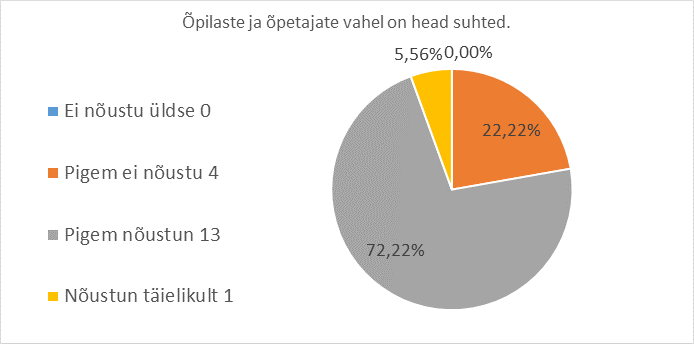 Õpilaste ja õpetajate vahel on head suhted.
5,56%
0,00%
Ei nõustu üldse 0
22,22%
Pigem ei nõustu 4
Pigem nõustun 13
72,22%
Nõustun täielikult 1